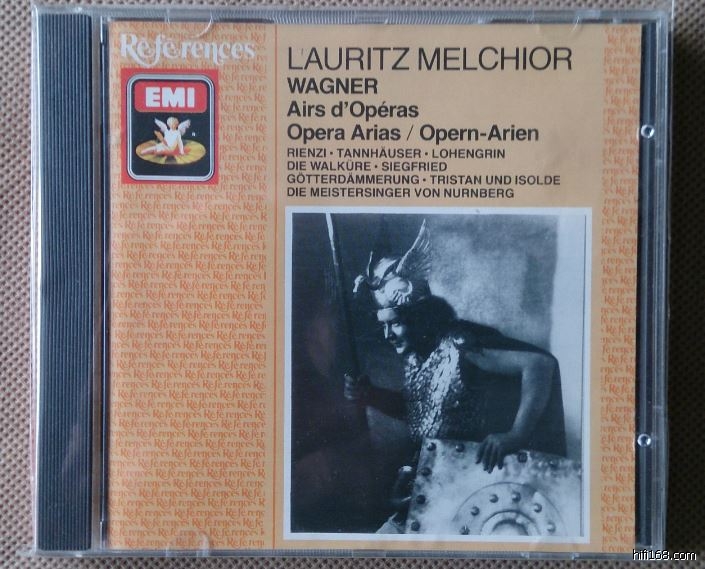 References
EMI
LAURITZ MELCHIOR
WAGNER
Airs d'Opéras
Opera Arias / Opern-Arien
RIENZI · TANNHÄUSER · LOHENGRIN
DIE WALKÜRE · SIEGFRIED
GÖTTERDÄMMERUNG · TRISTAN UND ISOLDE
DIE MEISTERSINGER VON NURNBERG
hifi168.com